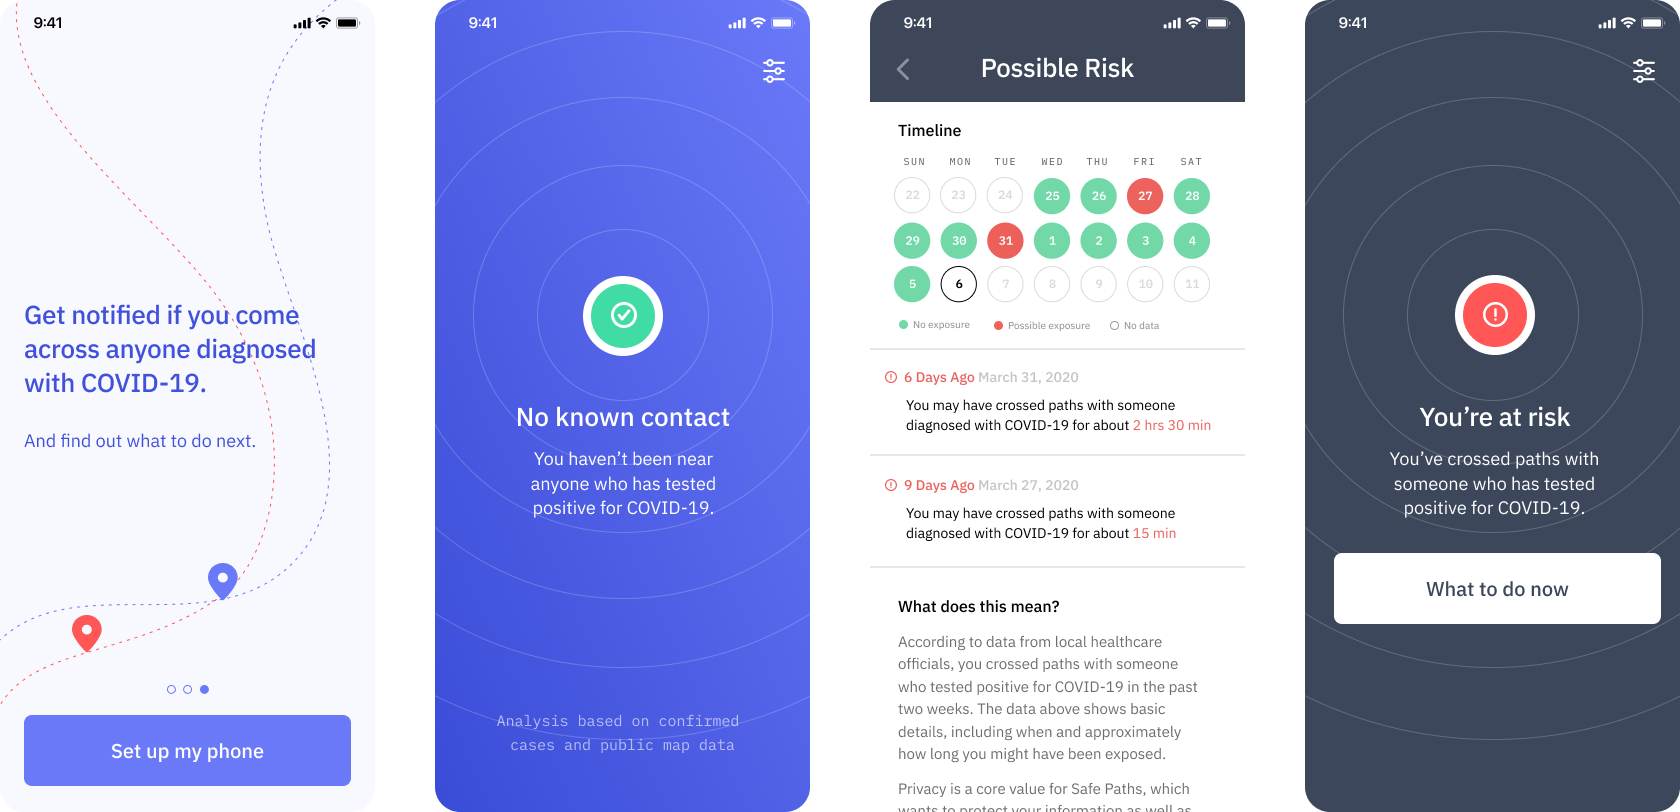 9:41
Get notified if you come
across anyone diagnosed
with COVID-19.
And find out what to do next.
Set up my phone
9:41
No known contact
You haven’t been near
anyone who has tested
positive for COVID-19.
Analysis based on confirmed
cases and public map data
9:41
Possible Risk
Timeline
SUN MON TUE WED THU FRI SAT
22 23 24 25 26 27 28
29 30 31 1 2 3 4
5 6 7 8 9 10 11
No exposure Possible exposure No data
6 Days Ago March 31, 2020
You may have crossed paths with someone
diagnosed with COVID-19 for about 2 hrs 30 min
9 Days Ago March 27, 2020
You may have crossed paths with someone
diagnosed with COVID-19 for about 15 min
What does this mean?
According to data from local healthcare
officials, you crossed paths with someone
who tested positive for COVID-19 in the past
two weeks. The data above shows basic
details, including when and approximately
how long you might have been exposed.
Privacy is a core value for Safe Paths, which
wants to protect your information as well as
9:41
You’re at risk
You’ve crossed paths with
someone who has tested
positive for COVID-19.
What to do now